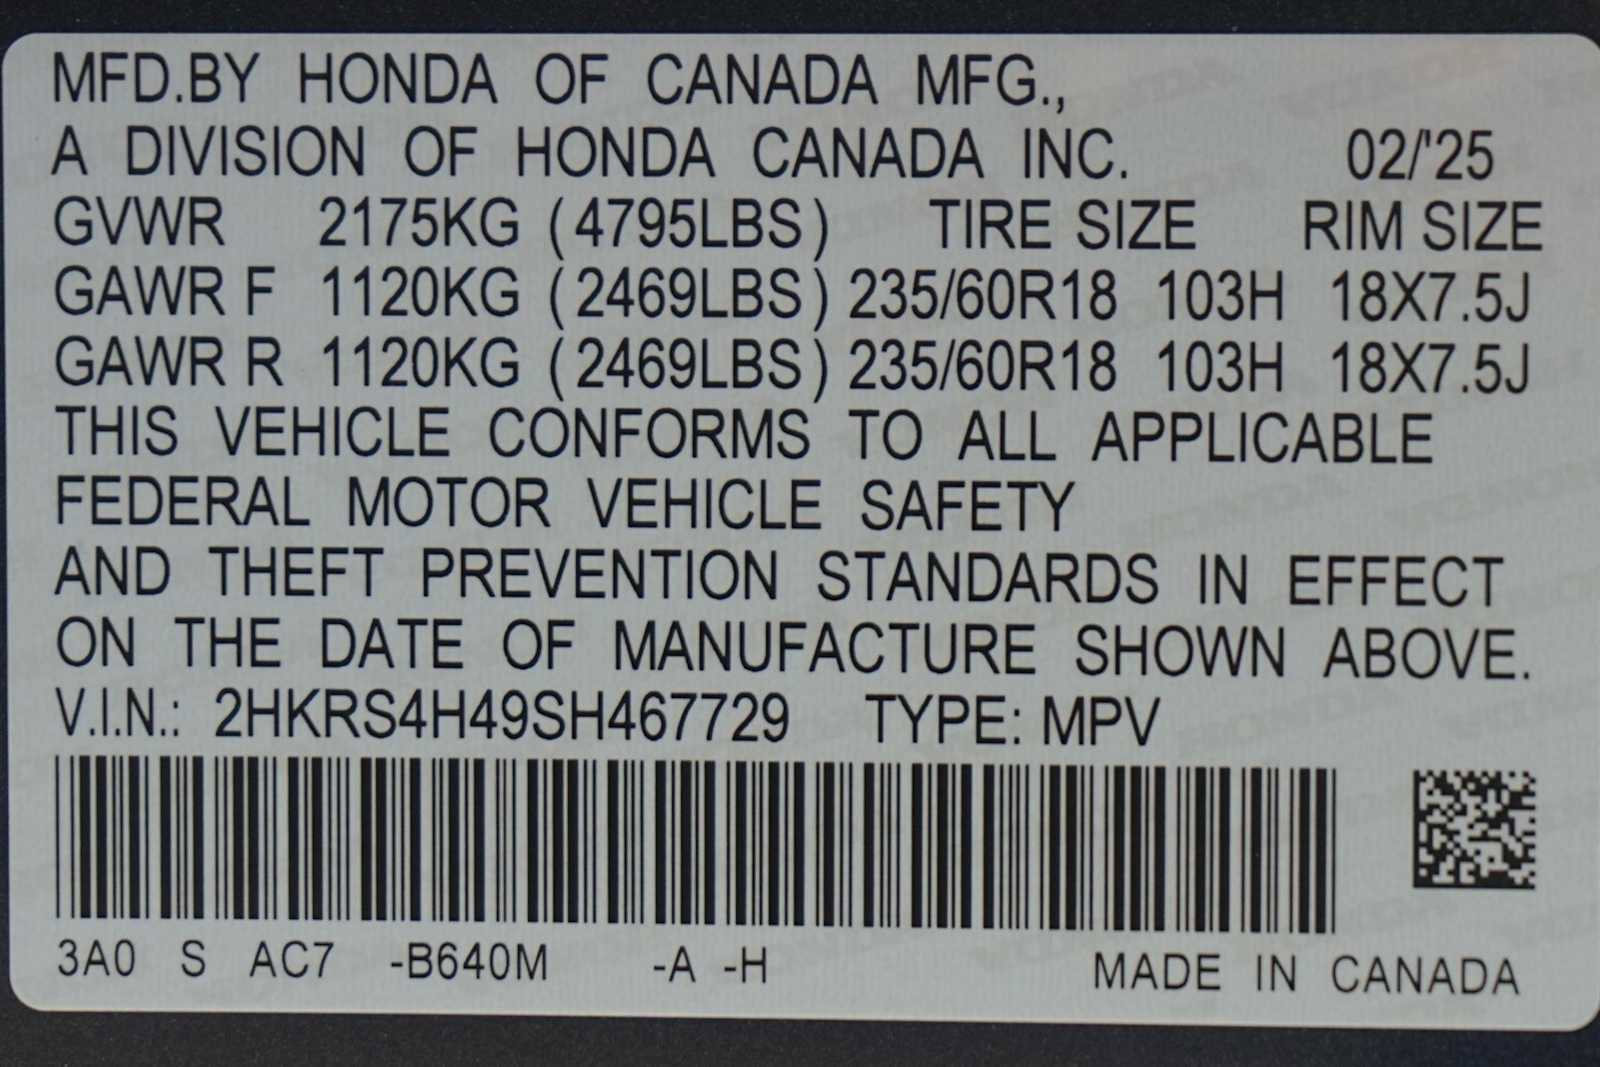 MFD.BY HONDA OF CANADA MFG.,
A DIVISION OF HONDA CANADA INC. 02/'25
GVWR 2175KG (4795LBS) TIRE SIZE RIM SIZE
GAWR F 1120KG (2469LBS) 235/60R18 103H 18X7.5J
GAWR R 1120KG (2469LBS) 235/60R18 103H 18X7.5J
THIS VEHICLE CONFORMS TO ALL APPLICABLE
FEDERAL MOTOR VEHICLE SAFETY
AND THEFT PREVENTION STANDARDS IN EFFECT
ON THE DATE OF MANUFACTURE SHOWN ABOVE.
V.I.N.: 2HKRS4H49SH467729 TYPE: MPV
3A0 S AC7 -B640M -A -H MADE IN CANADA